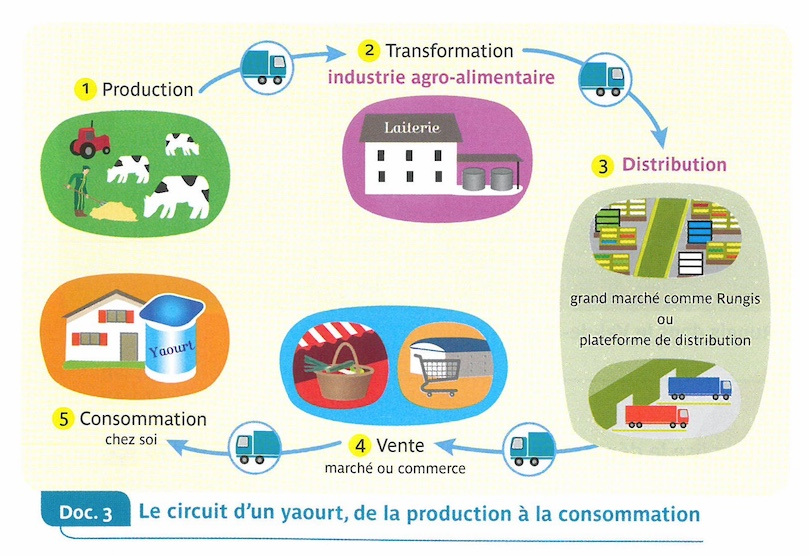 1 Production
2 Transformation
industrie agro-alimentaire
Laiterie
3 Distribution
grand marché comme Rungis
ou
plateforme de distribution
4 Vente
marché ou commerce
5 Consommation
chez soi
Yaourt
Doc. 3 Le circuit d'un yaourt, de la production à la consommation